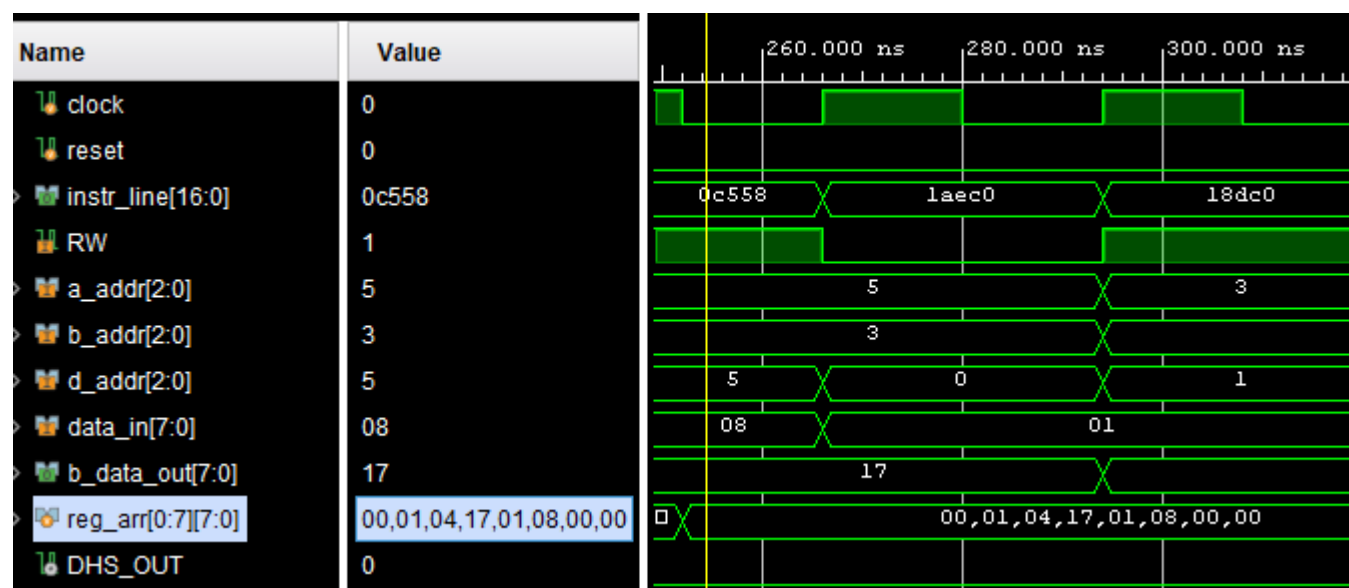 Name Value 260.000 ns 280.000 ns 300.000 ns
clock 0
reset 0
instr_line[16:0] 0c558 0c558 1aec0 18dc0
RW 1
a_addr[2:0] 5 5 3
b_addr[2:0] 3 3
d_addr[2:0] 5 5 0 1
data_in[7:0] 08 08 01
b_data_out[7:0] 17 17
reg_arr[0:7][7:0] 00,01,04,17,01,08,00,00 00,01,04,17,01,08,00,00
DHS_OUT 0